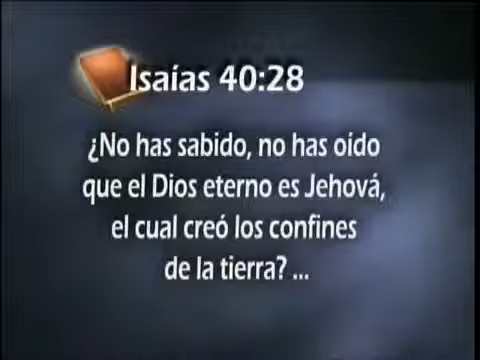 Isaías 40:28
¿No has sabido, no has oído
que el Dios eterno es Jehová,
el cual creó los confines
de la tierra? ...